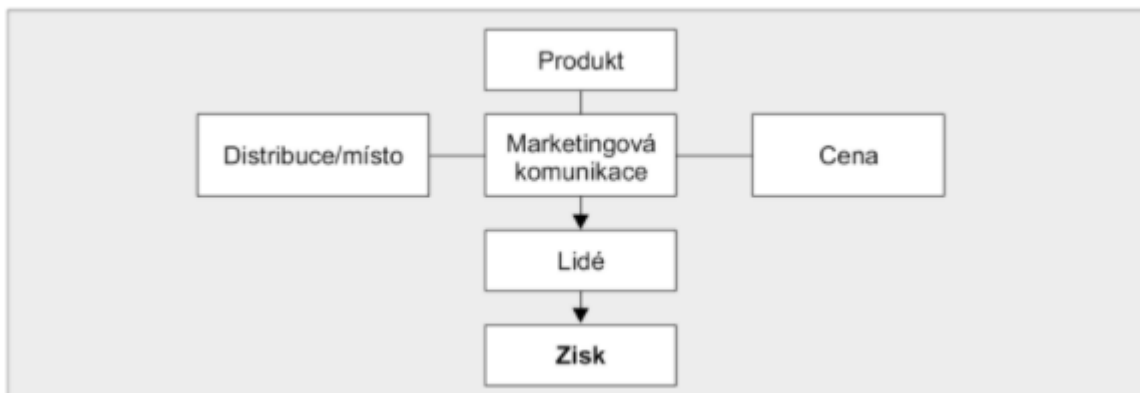 Produkt
Distribuce/místo
Marketingová
komunikace
Cena
Lidé
Zisk